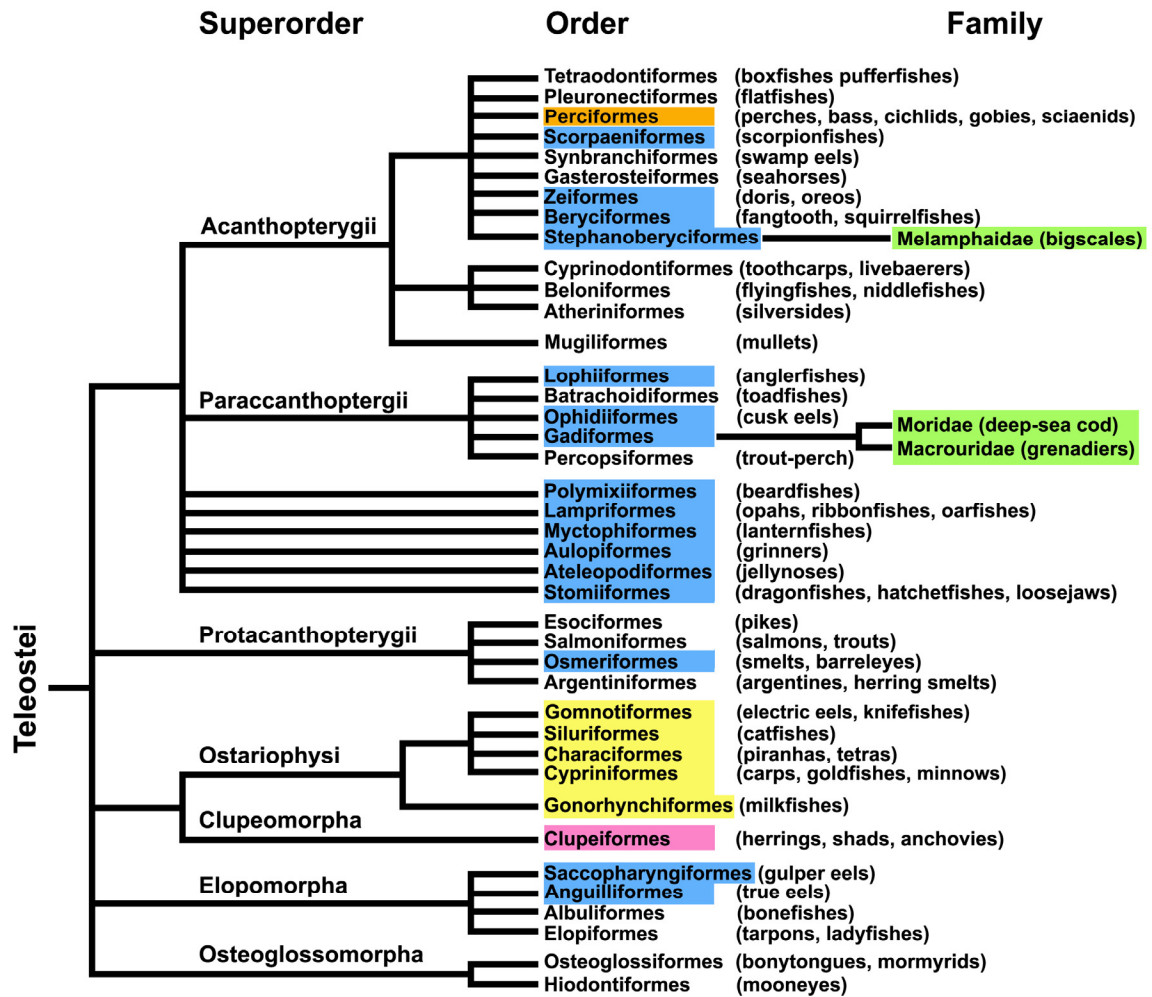 Superorder Order Family
Tetraodontiformes (boxfishes pufferfishes)
Pleuronectiformes (flatfishes)
Perciformes (perches, bass, cichlids, gobies, sciaenids)
Scorpaeniformes (scorpionfishes)
Synbranchiformes (swamp eels)
Gasterosteiformes (seahorses)
Zeiformes (doris, oreos)
Acanthopterygii
Beryciformes (fangtooth, squirrelfishes)
Stephanoberyciformes Melamphaidae (bigscales)
Cyprinodontiformes (toothcarps, livebaerers)
Beloniformes (flyingfishes, niddlefishes)
Atheriniformes (silversides)
Mugiliformes (mullets)
Lophiiformes (anglerfishes)
Paraccanthoptergii Batrachoidiformes (toadfishes)
Ophidiiformes (cusk eels) Moridae (deep-sea cod)
Gadiformes Macrouridae (grenadiers)
Percopsiformes (trout-perch)
Polymixiiformes (beardfishes)
Lampriformes (opahs, ribbonfishes, oarfishes)
Myctophiformes (lanternfishes)
Aulopiformes (grinners)
Ateleopodiformes (jellynoses)
Stomiiformes (dragonfishes, hatchetfishes, loosejaws)
Esociformes (pikes)
Protacanthopterygii Salmoniformes (salmons, trouts)
Osmeriformes (smelts, barreleyes)
Argentiniformes (argentines, herring smelts)
Teleostei
Gomnotiformes (electric eels, knifefishes)
Siluriformes (catfishes)
Ostariophysi Characiformes (piranhas, tetras)
Cypriniformes (carps, goldfishes, minnows)
Gonorhynchiformes (milkfishes)
Clupeomorpha
Clupeiformes (herrings, shads, anchovies)
Saccopharyngiformes (gulper eels)
Elopomorpha Anguilliformes (true eels)
Albuliformes (bonefishes)
Elopiformes (tarpons, ladyfishes)
Osteoglossomorpha Osteoglossiformes (bonytongues, mormyrids)
Hiodontiformes (mooneyes)